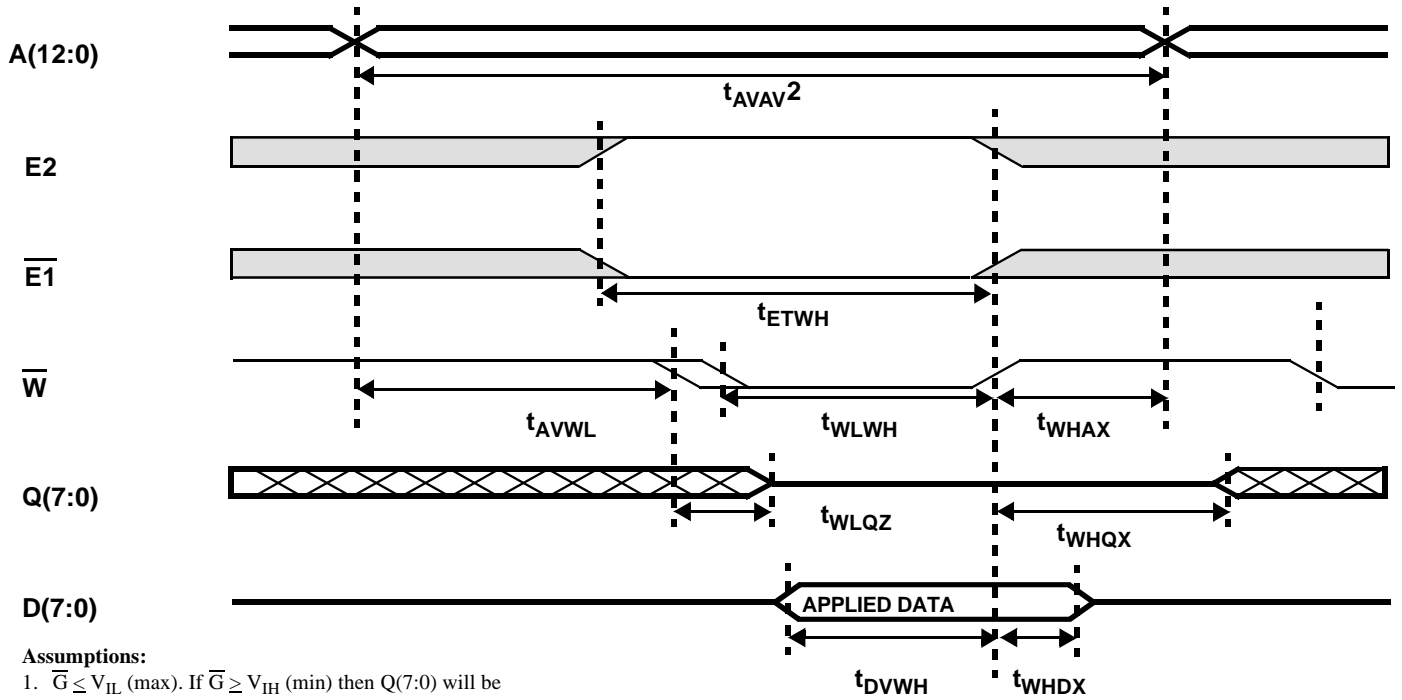 A(12:0)
tAVAV2
E2
E1
tETWH
W
tAVWL
tWLWH
tWHAX
Q(7:0)
tWLQZ
tWHQX
D(7:0)
APPLIED DATA
tDVWH
tWHDX
Assumptions:
1. G ≤ VIL (max). If G ≥ VIH (min) then Q(7:0) will be